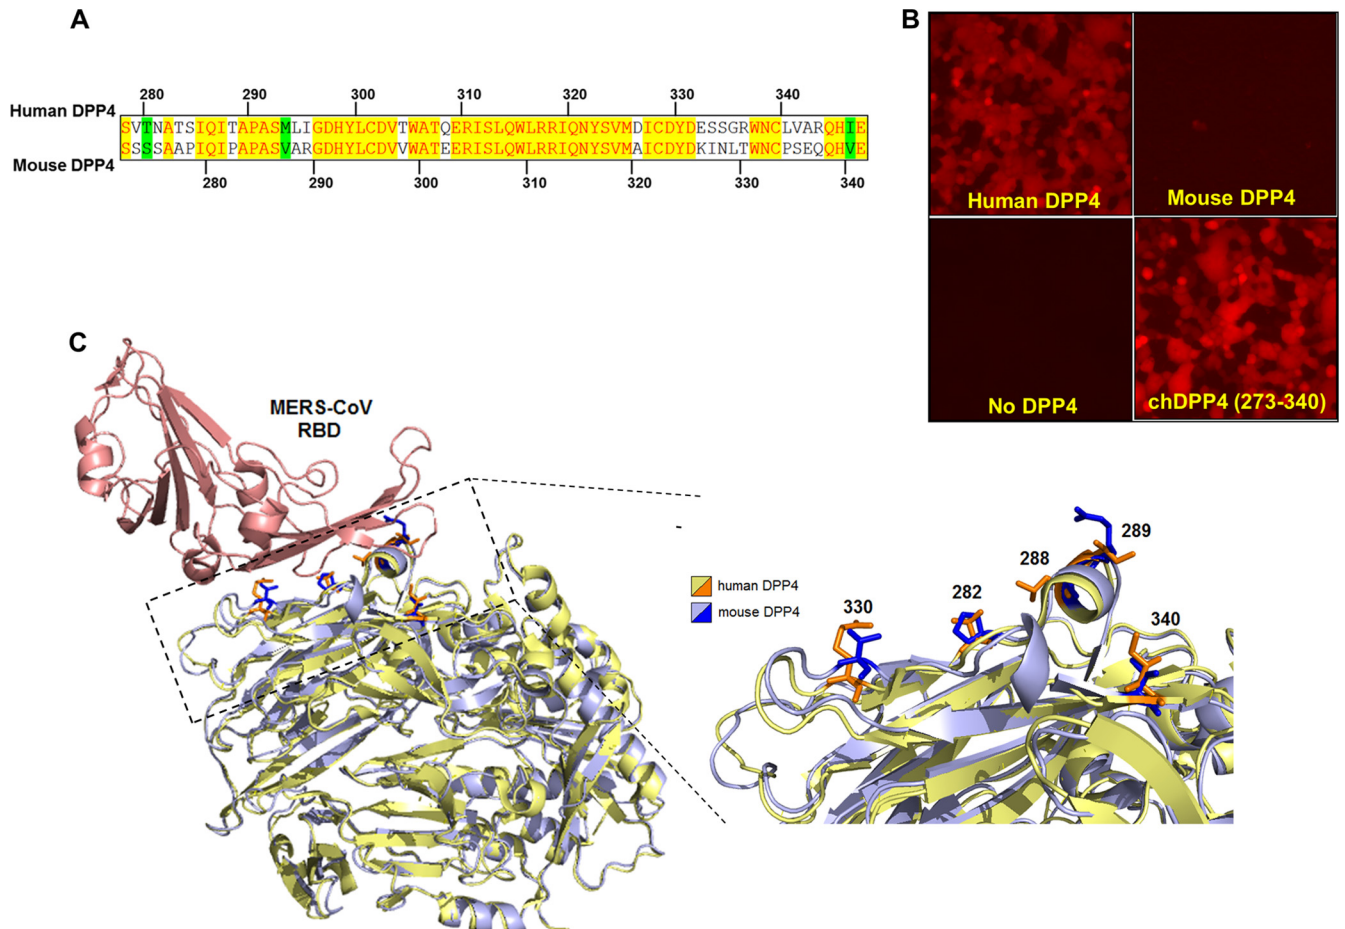 A
280 290 300 310 320 330 340
Human DPP4
SVTNATSIQITAPASMLIGDHYLCDVTWATQERISLQWLRRIQNYSVMDICDYDESSGRWNCLVARQHIE
SSSSAAPIQIPAPASVARGDHYLCDVVWATEERISLQWLRRIQNYSVMAICDYDKINLTWNCPSEQQHVE
Mouse DPP4
280 290 300 310 320 330 340
B
Human DPP4
Mouse DPP4
No DPP4
chDPP4 (273-340)
C
MERS-CoV
RBD
human DPP4
mouse DPP4
289
288
282
330
340